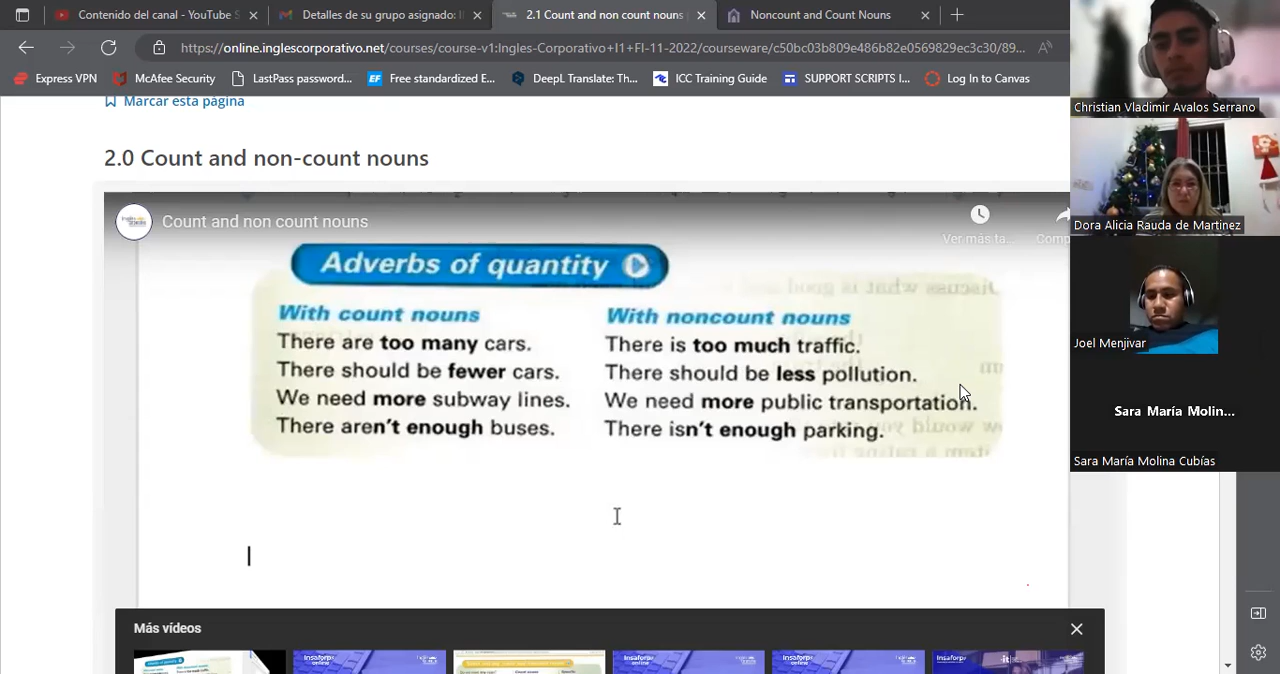 Contenido del canal - YouTube S
Detalles de su grupo asignado: I
2.1 Count and non count nouns
Noncount and Count Nouns
https://online.inglescorporativo.net/courses/course-v1:Ingles-Corporativo+I1+FI-11-2022/courseware/c50bc03b809e486b82e0569829ec3c30/89...
Express VPN
McAfee Security
LastPass password...
Free standardized E...
DeepL Translate: Th...
ICC Training Guide
SUPPORT SCRIPTS I...
Log In to Canvas
Marcar esta página
2.0 Count and non-count nouns
Count and non count nouns
Ver más ta...
Comp
Adverbs of quantity
With count nouns
There are too many cars.
There should be fewer cars.
We need more subway lines.
There aren't enough buses.
With noncount nouns
There is too much traffic.
There should be less pollution.
We need more public transportation.
There isn't enough parking.
Más vídeos
Christian Vladimir Avalos Serrano
Dora Alicia Rauda de Martinez
Joel Menjivar
Sara María Molin...
Sara María Molina Cubías